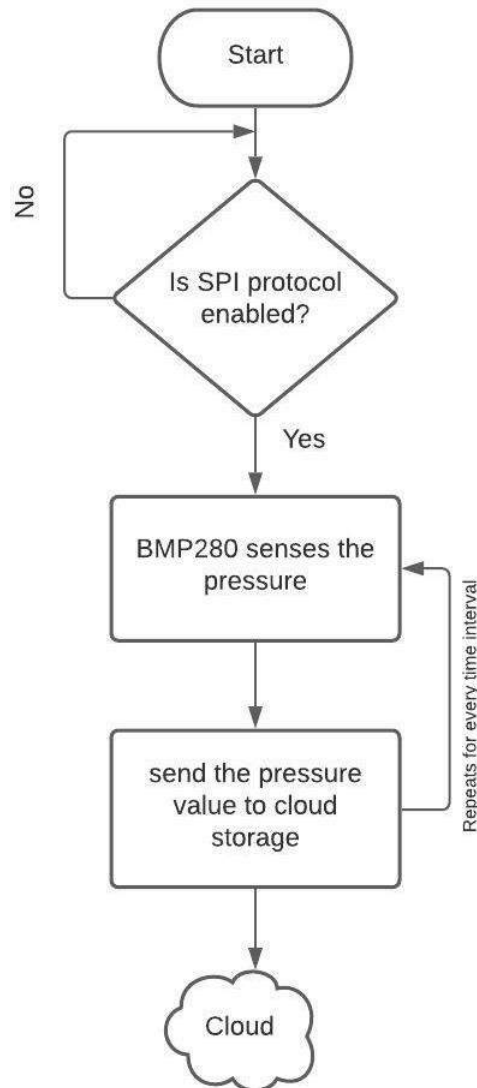 Start
No
Is SPI protocol
enabled?
Yes
BMP280 senses the
pressure
Repeats for every time interval
send the pressure
value to cloud
storage
Cloud